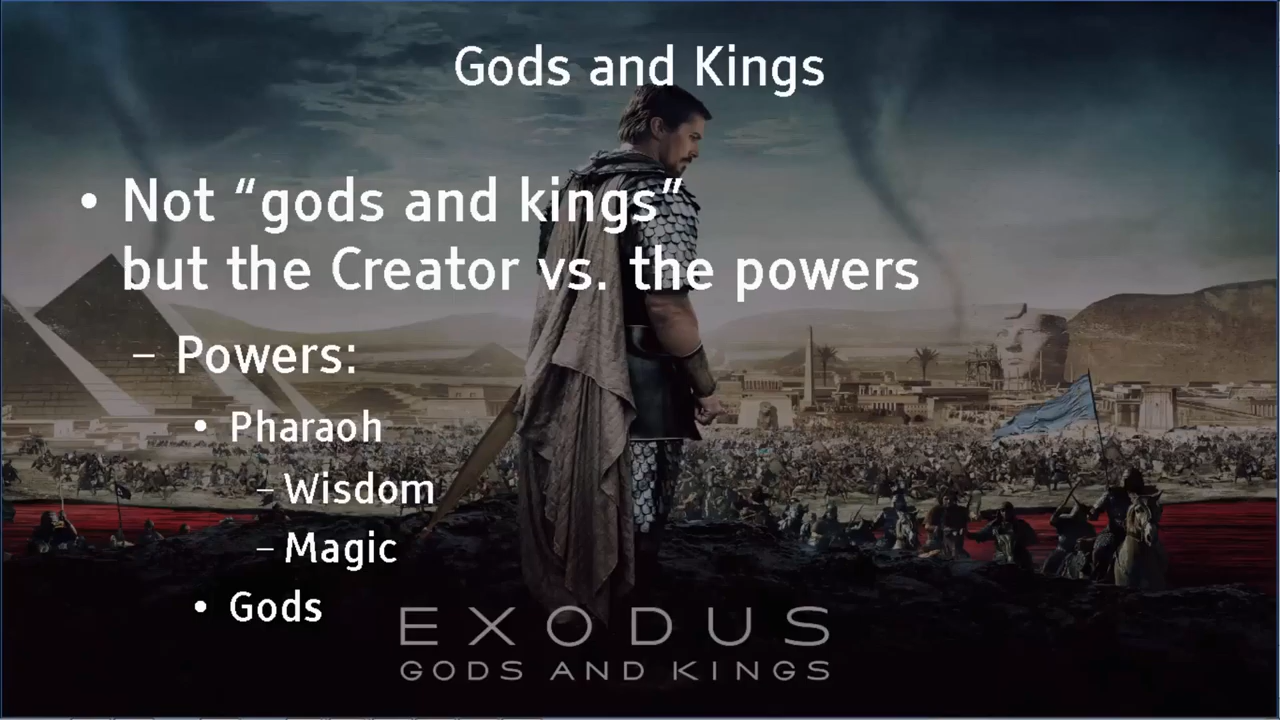 Gods and Kings
• Not “gods and kings”
but the Creator vs. the powers
– Powers:
• Pharaoh
– Wisdom
– Magic
• Gods
EXODUS
GODS AND KINGS